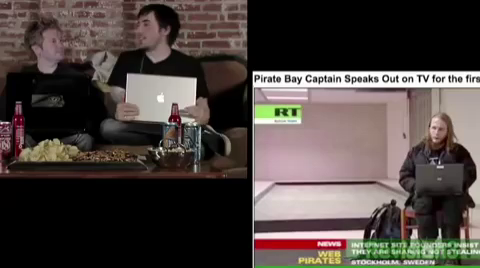 Pirate Bay Captain Speaks Out on TV for the firs
RT
NEWS
WEB
PIRATES
INTERNET SITE FOUNDERS INSIST
THEY ARE SHARING NOT STEALING
STOCKHOLM, SWEDEN